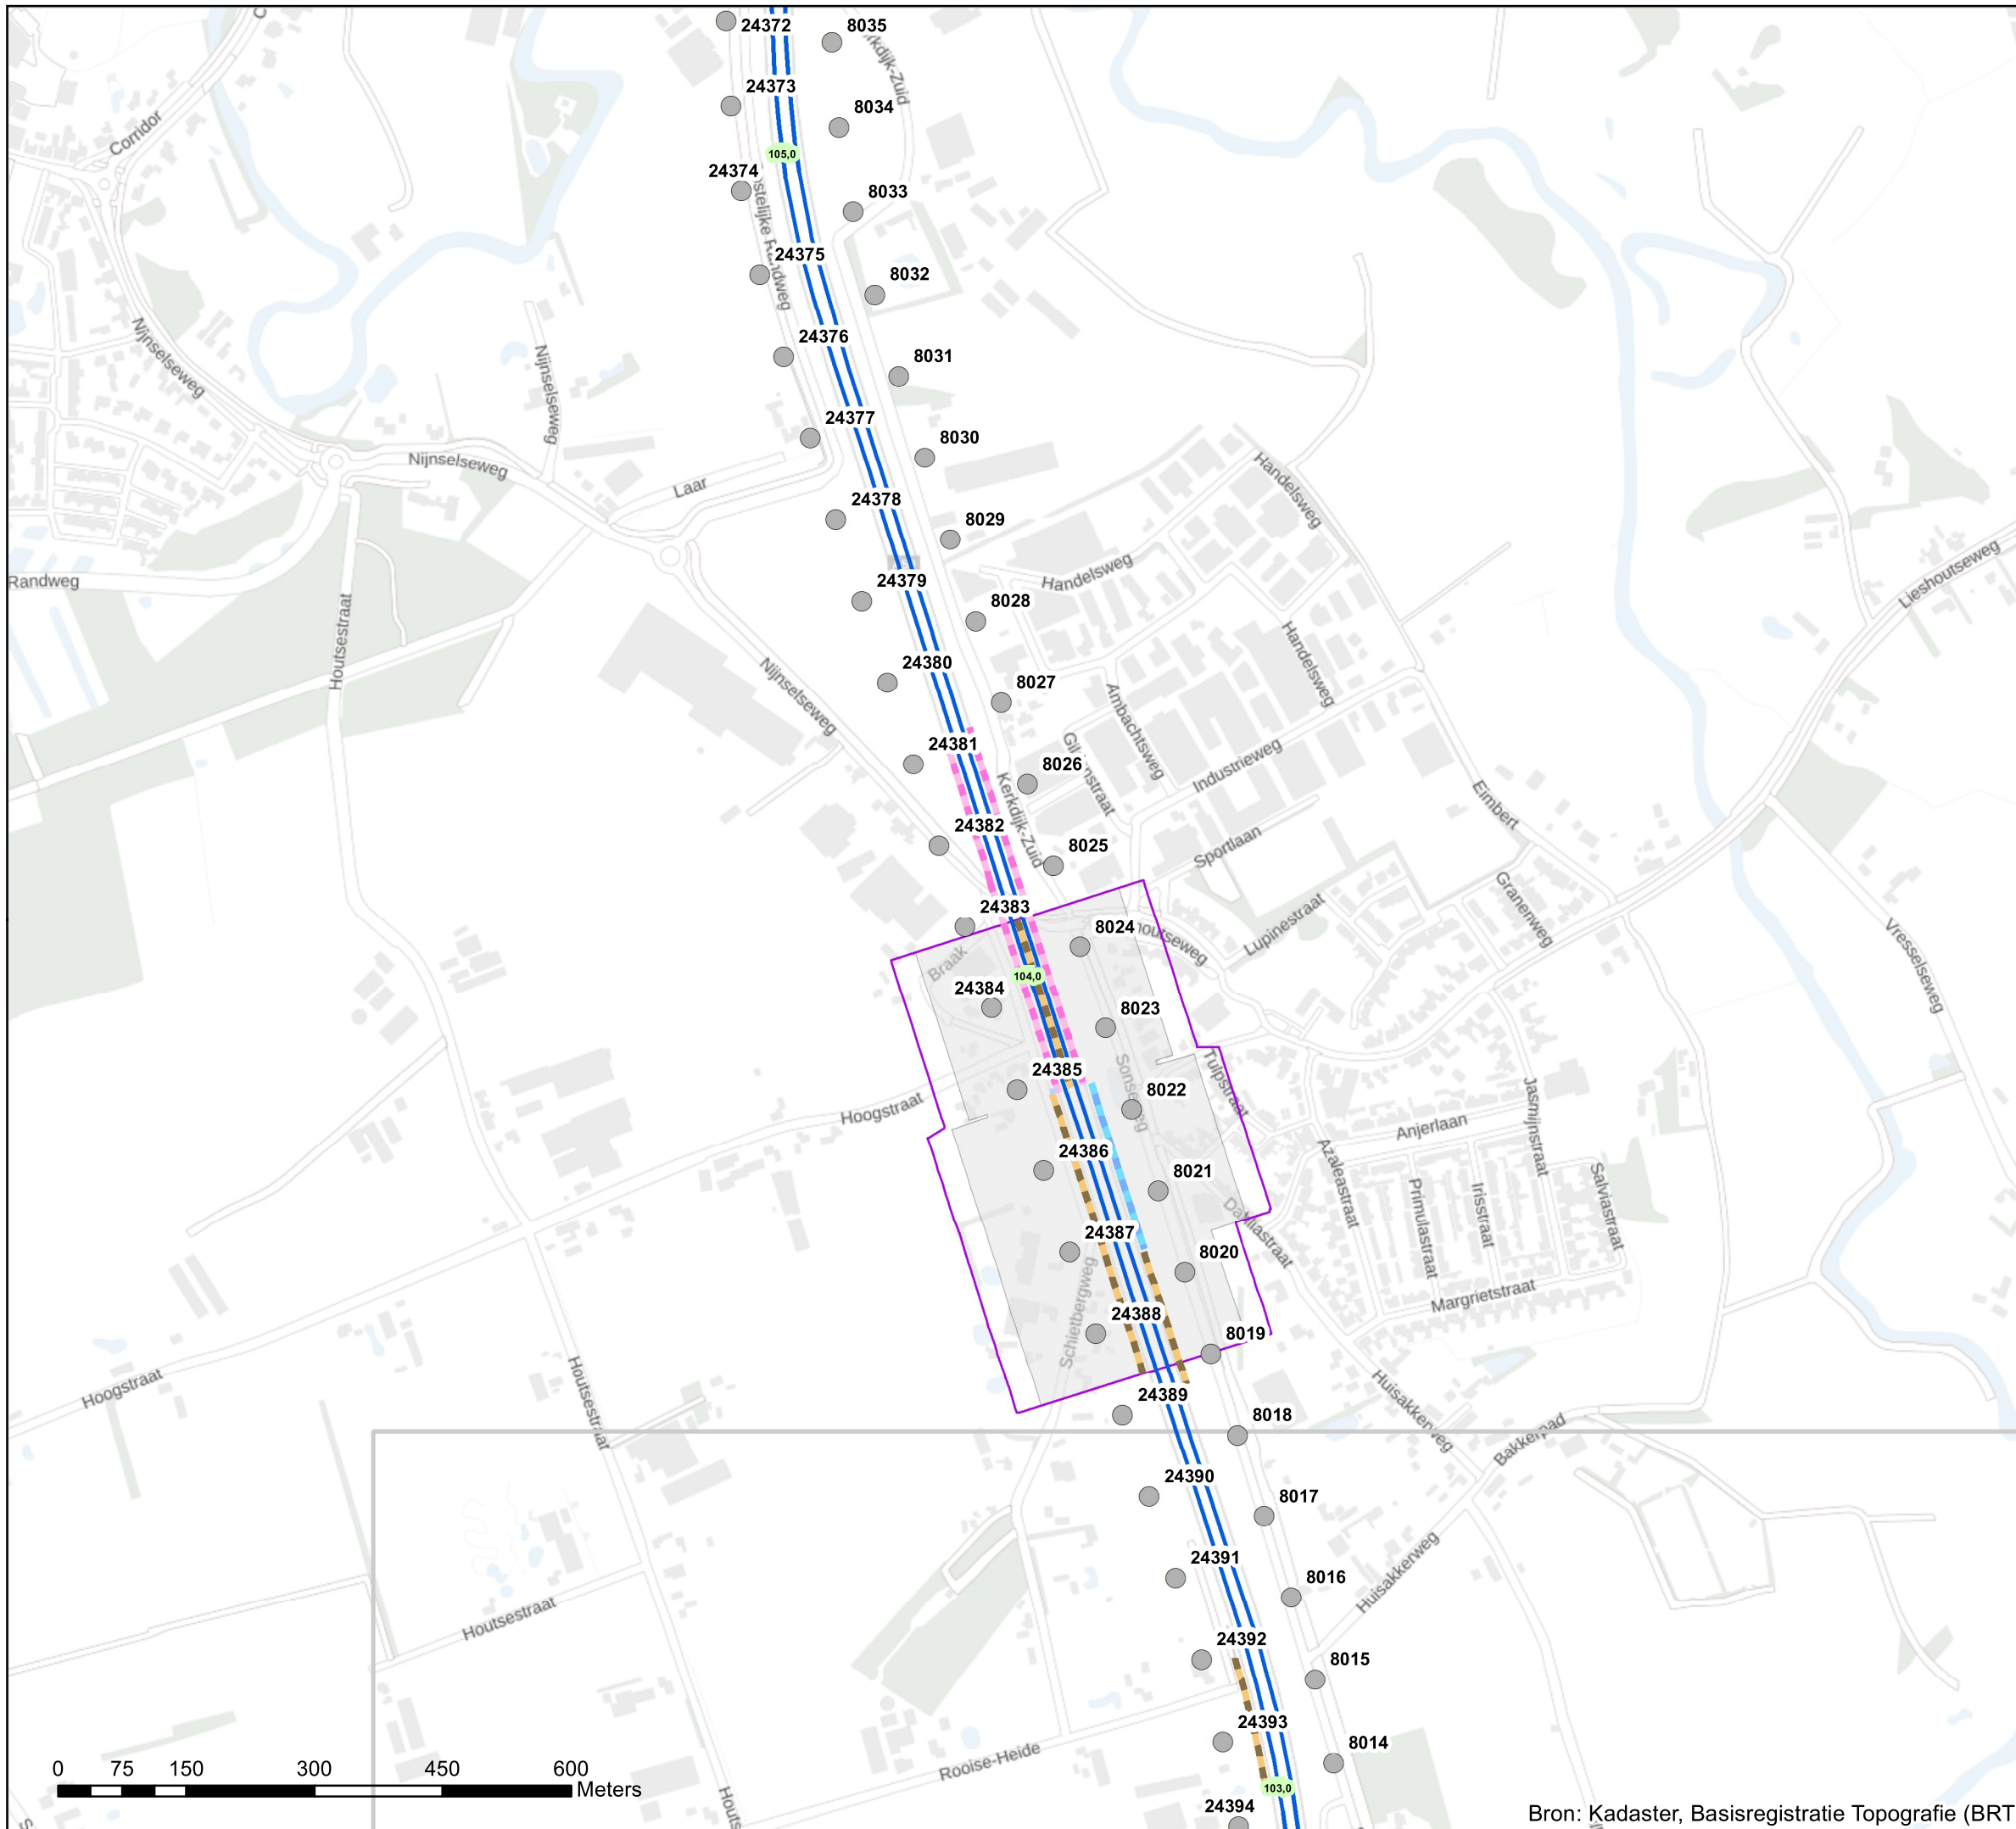 24372
8035
24373
8034
Corridor
105,0
24374
8033
24375
8032
24376
8031
Nijnselseweg
Nijnselseweg
24377
8030
Nijnselseweg
Handelsweg
Laar
24378
8029
Handelsweg
24379
Randweg
Lieshoutseweg
8028
Houtsestraat
Handelsweg
24380
8027
Nijnselseweg
Ambachtsweg
24381
8026
Industrieweg
Kerkdijk-Zuid
Eimbert
24382
8025
Sportlaan
24383
Granenweg
Lupinestraat
8024
Vresselseweg
Braak
104,0
24384
8023
24385
Sonseweg
Tulpstraat
8022
Hoogstraat
Jasmijnstraat
Anjerlaan
24386
8021
Azaleastraat
Primulastraat
Irisstraat
Salviastraat
24387
8020
Dahliastraat
Schietbergweg
24388
Margrietstraat
8019
Hoogstraat
24389
Houtsestraat
8018
Huisakkerweg
Bakkerpad
24390
8017
24391
8016
Huisakkerweg
Houtsestraat
24392
8015
24393
8014
Rooise-Heide
103,0
24394
0 75 150 300 450 600
Meters
Bron: Kadaster, Basisregistratie Topografie (BRT